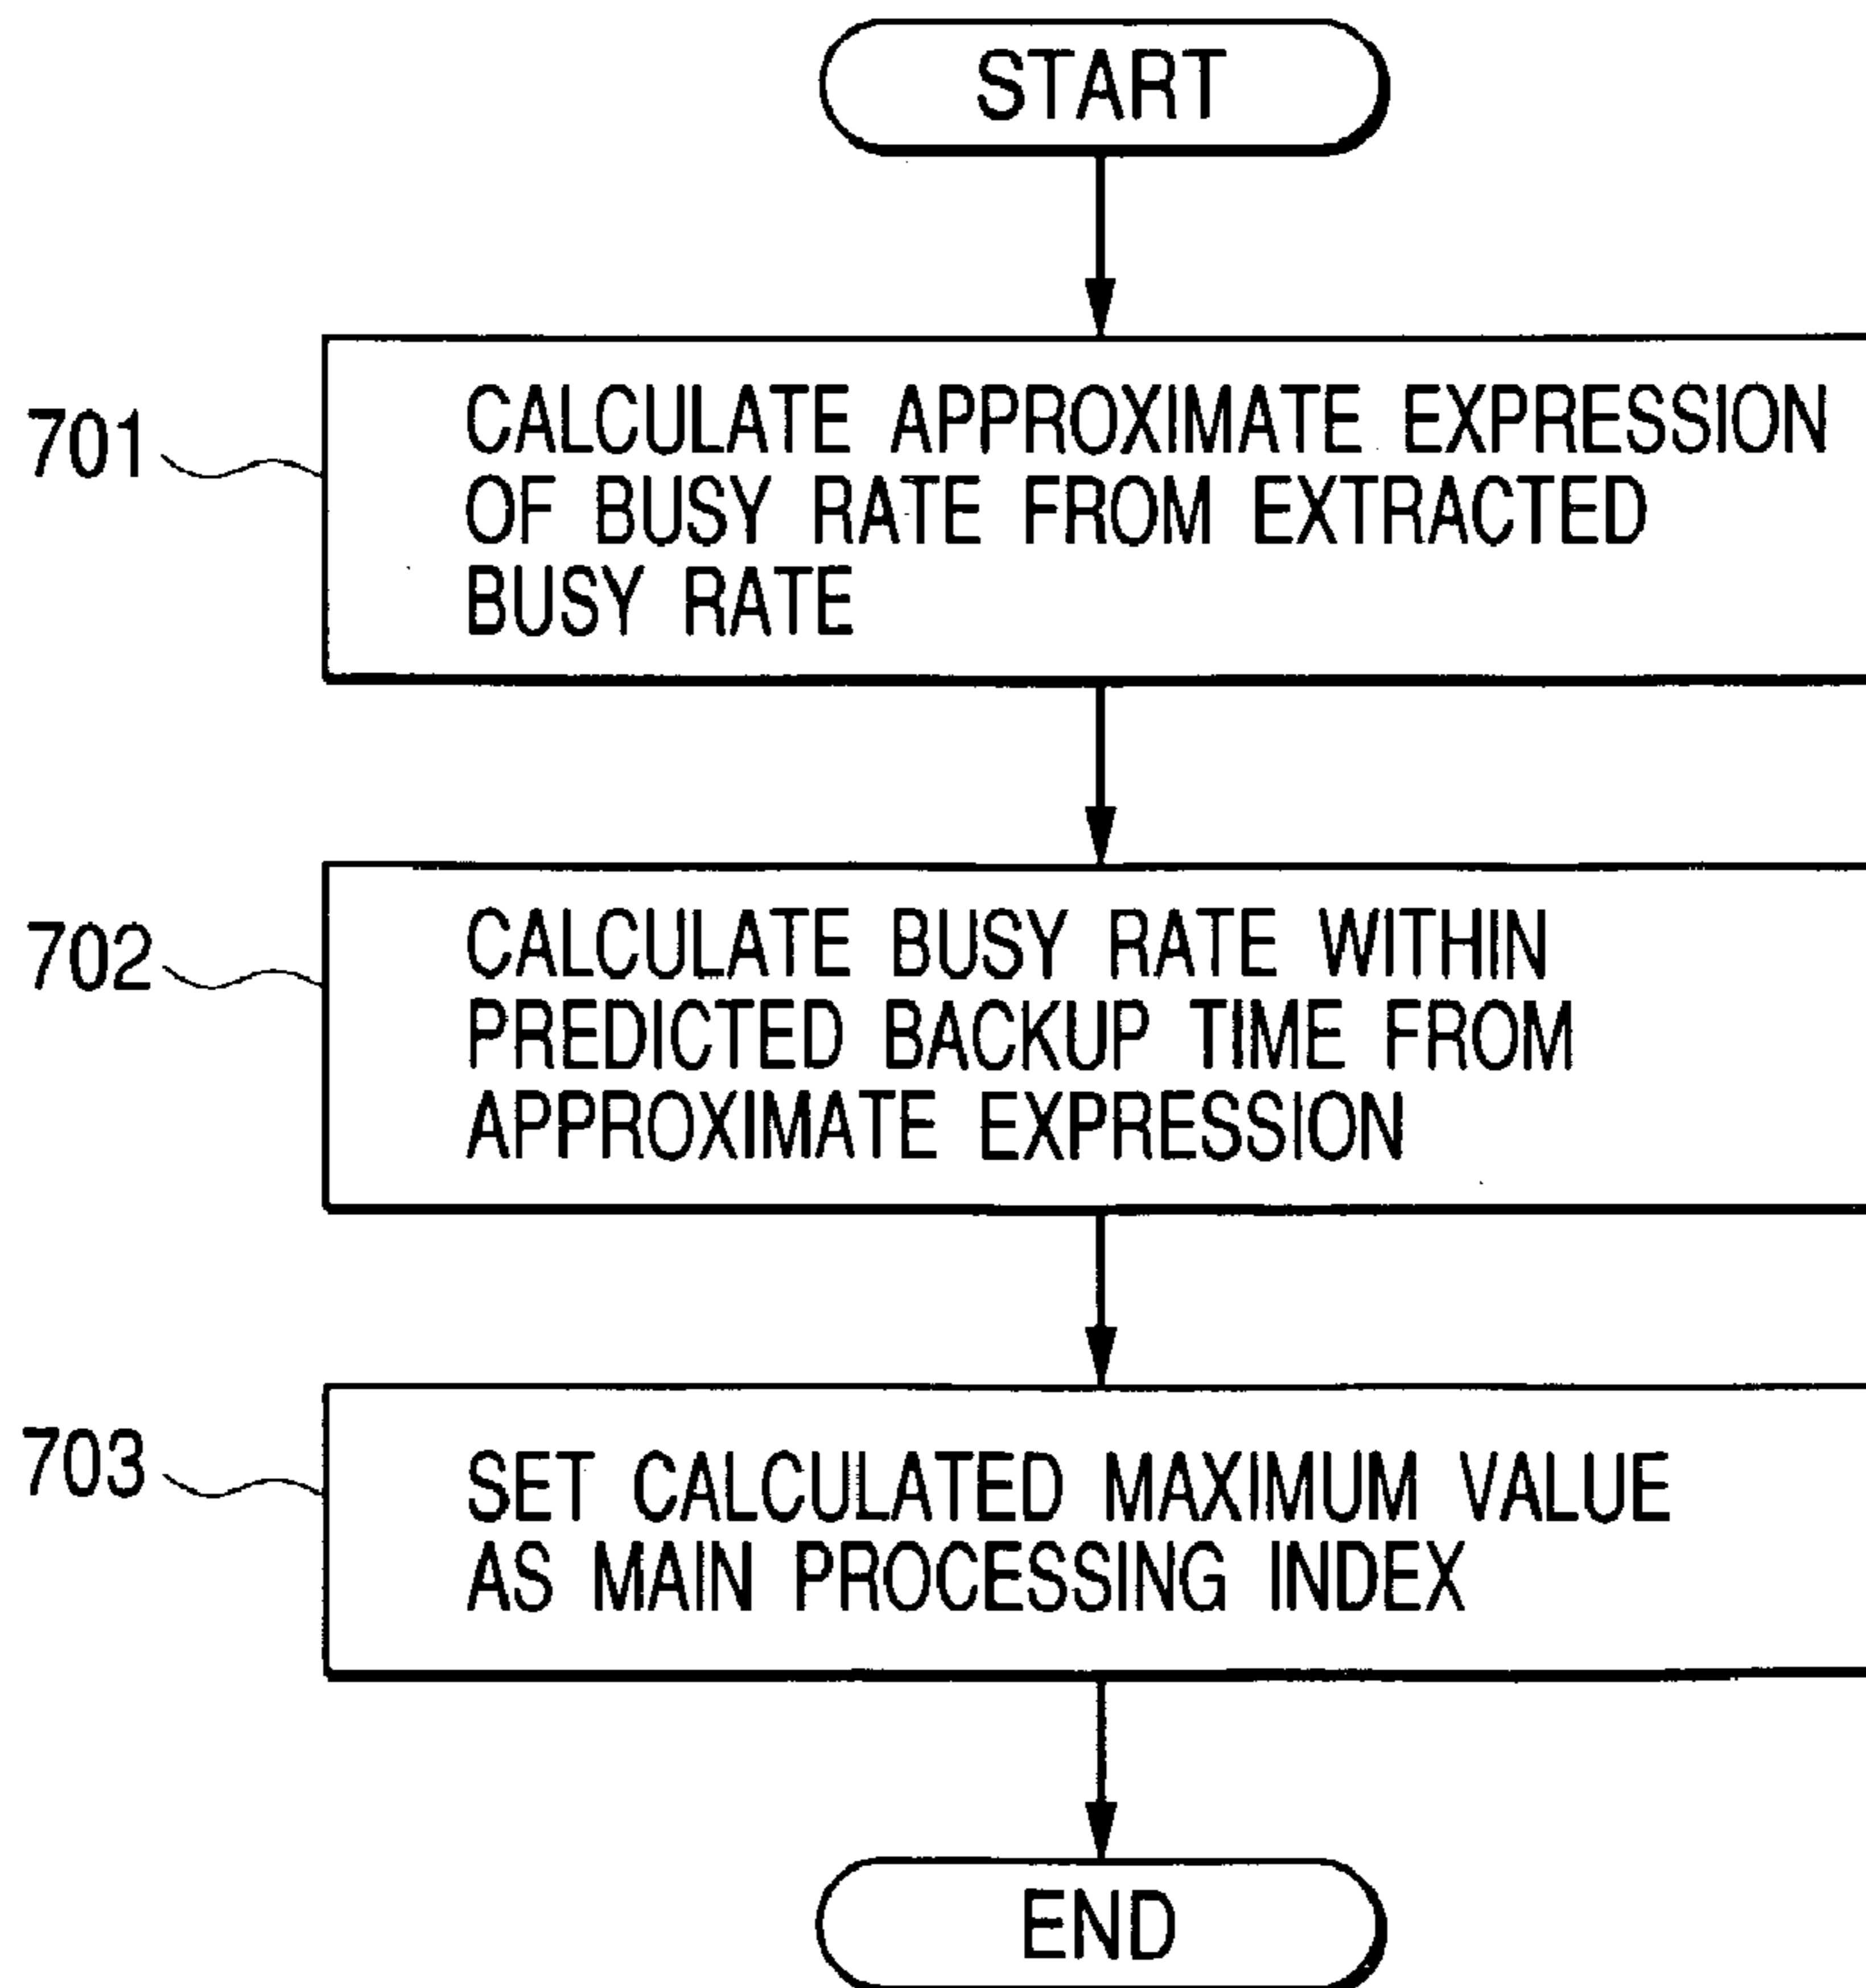 START
701
CALCULATE APPROXIMATE EXPRESSION
OF BUSY RATE FROM EXTRACTED
BUSY RATE
702
CALCULATE BUSY RATE WITHIN
PREDICTED BACKUP TIME FROM
APPROXIMATE EXPRESSION
703
SET CALCULATED MAXIMUM VALUE
AS MAIN PROCESSING INDEX
END